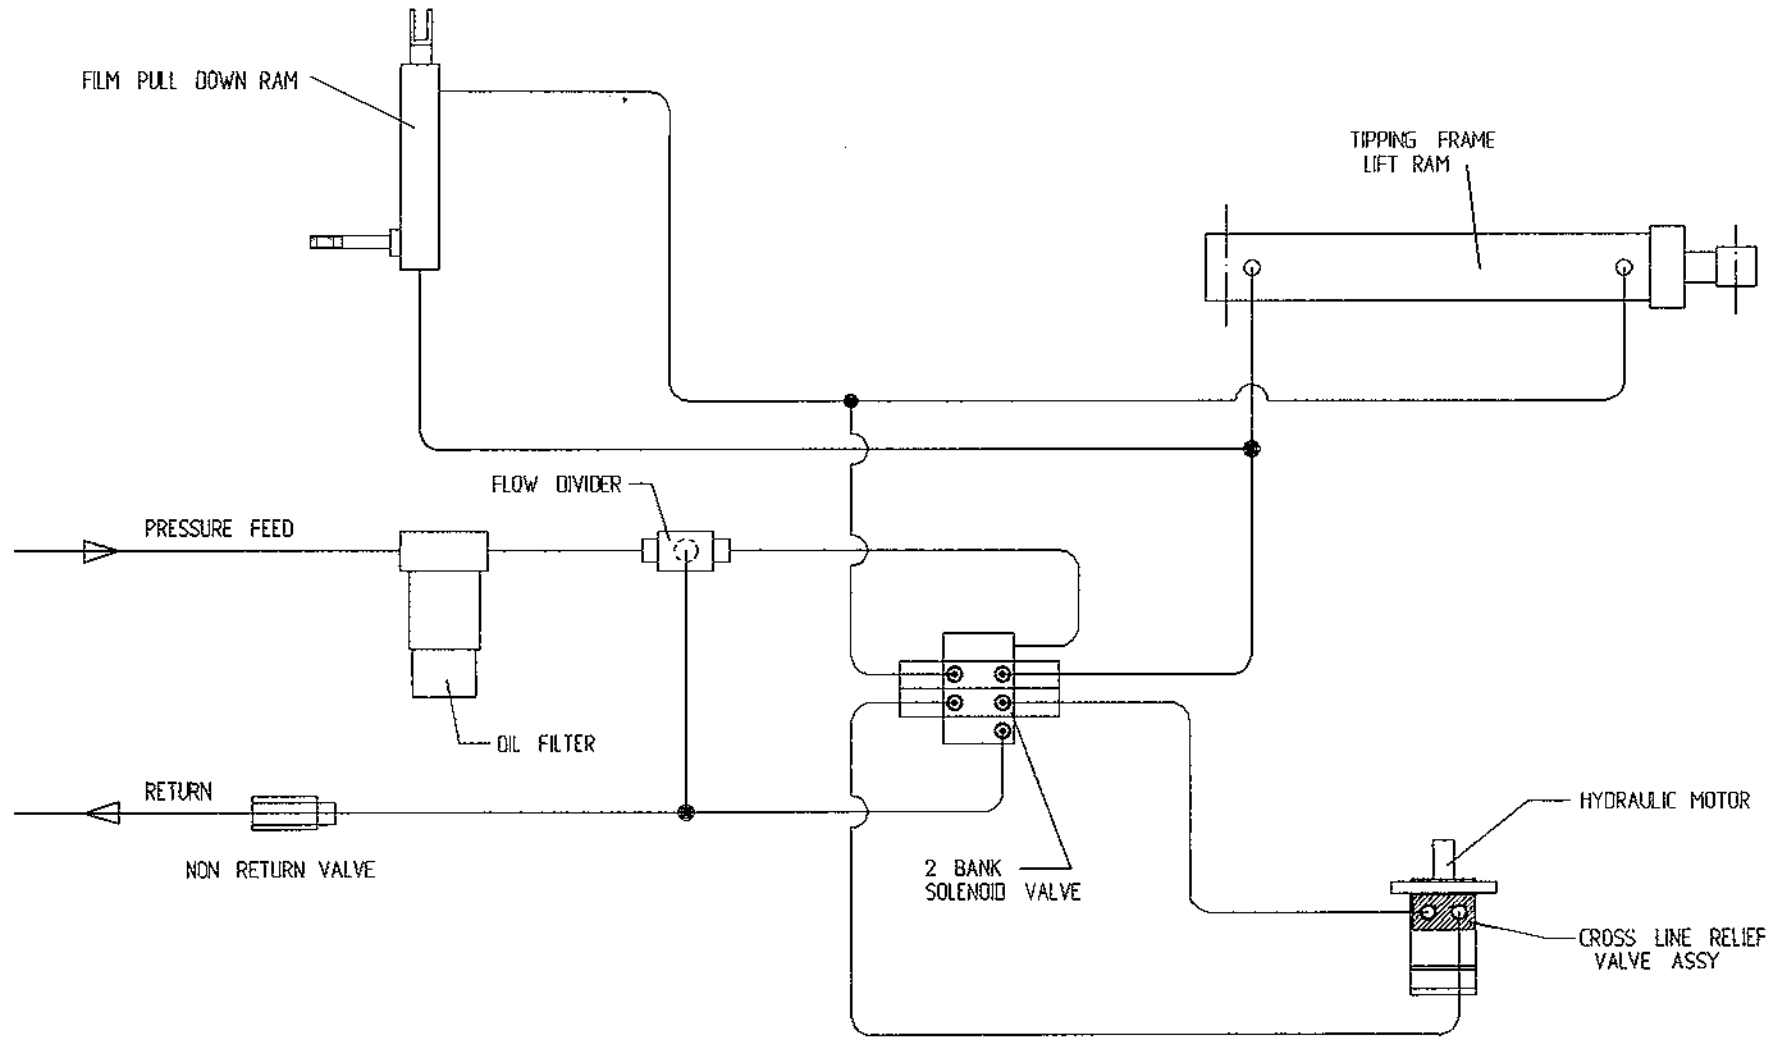 FILM PULL DOWN RAM
TIPPING FRAME
LIFT RAM
FLOW DIVIDER
PRESSURE FEED
OIL FILTER
RETURN
NON RETURN VALVE
2 BANK
SOLENOID VALVE
HYDRAULIC MOTOR
CROSS LINE RELIEF
VALVE ASSY